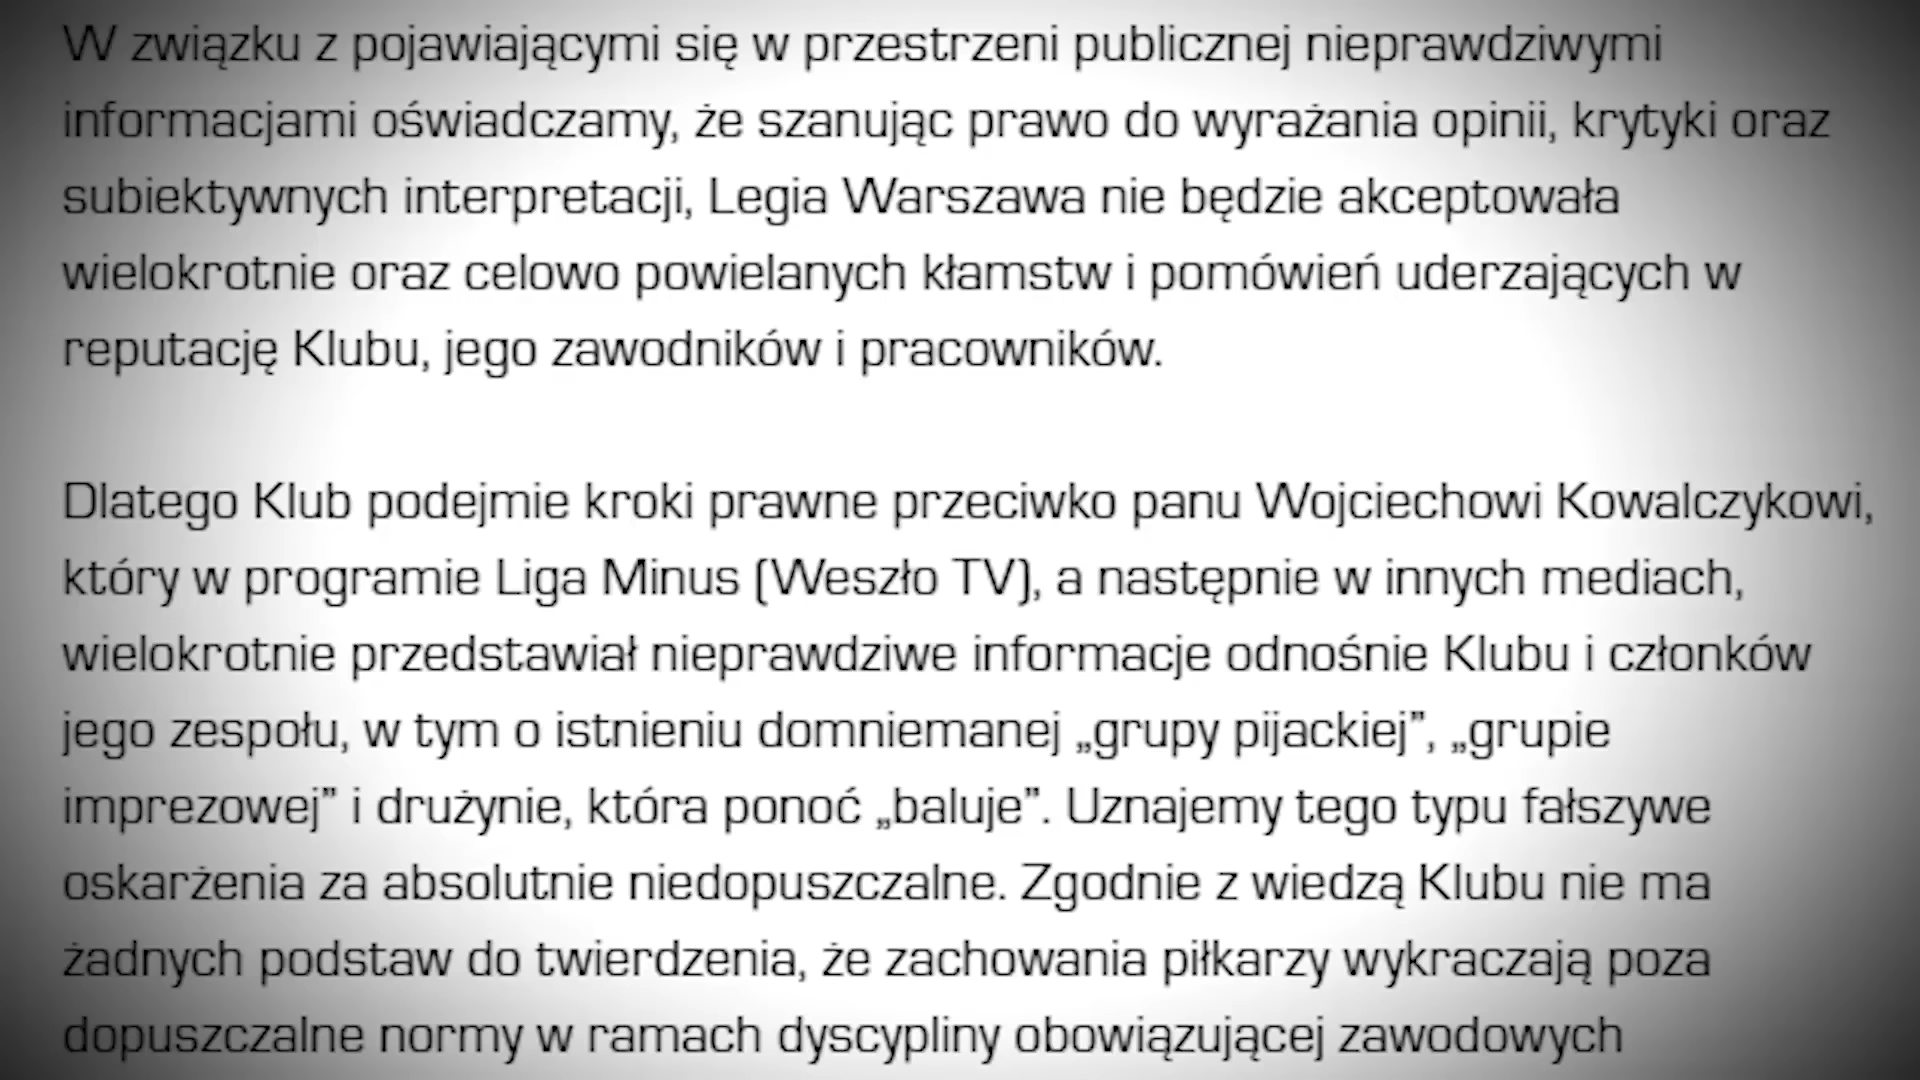 W związku z pojawiającymi się w przestrzeni publicznej nieprawdziwymi
informacjami oświadczamy, że szanując prawo do wyrażania opinii, krytyki oraz
subiektywnych interpretacji, Legia Warszawa nie będzie akceptowała
wielokrotnie oraz celowo powielanych kłamstw i pomówień uderzających w
reputację Klubu, jego zawodników i pracowników.
Dlatego Klub podejmie kroki prawne przeciwko panu Wojciechowi Kowalczykowi,
który w programie Liga Minus (Weszło TV), a następnie w innych mediach,
wielokrotnie przedstawiał nieprawdziwe informacje odnośnie Klubu i członków
jego zespołu, w tym o istnieniu domniemanej „grupy pijackiej”, „grupie
imprezowej” i drużynie, która ponoć „baluje”. Uznajemy tego typu fałszywe
oskarżenia za absolutnie niedopuszczalne. Zgodnie z wiedzą Klubu nie ma
żadnych podstaw do twierdzenia, że zachowania piłkarzy wykraczają poza
dopuszczalne normy w ramach dyscypliny obowiązującej zawodowych